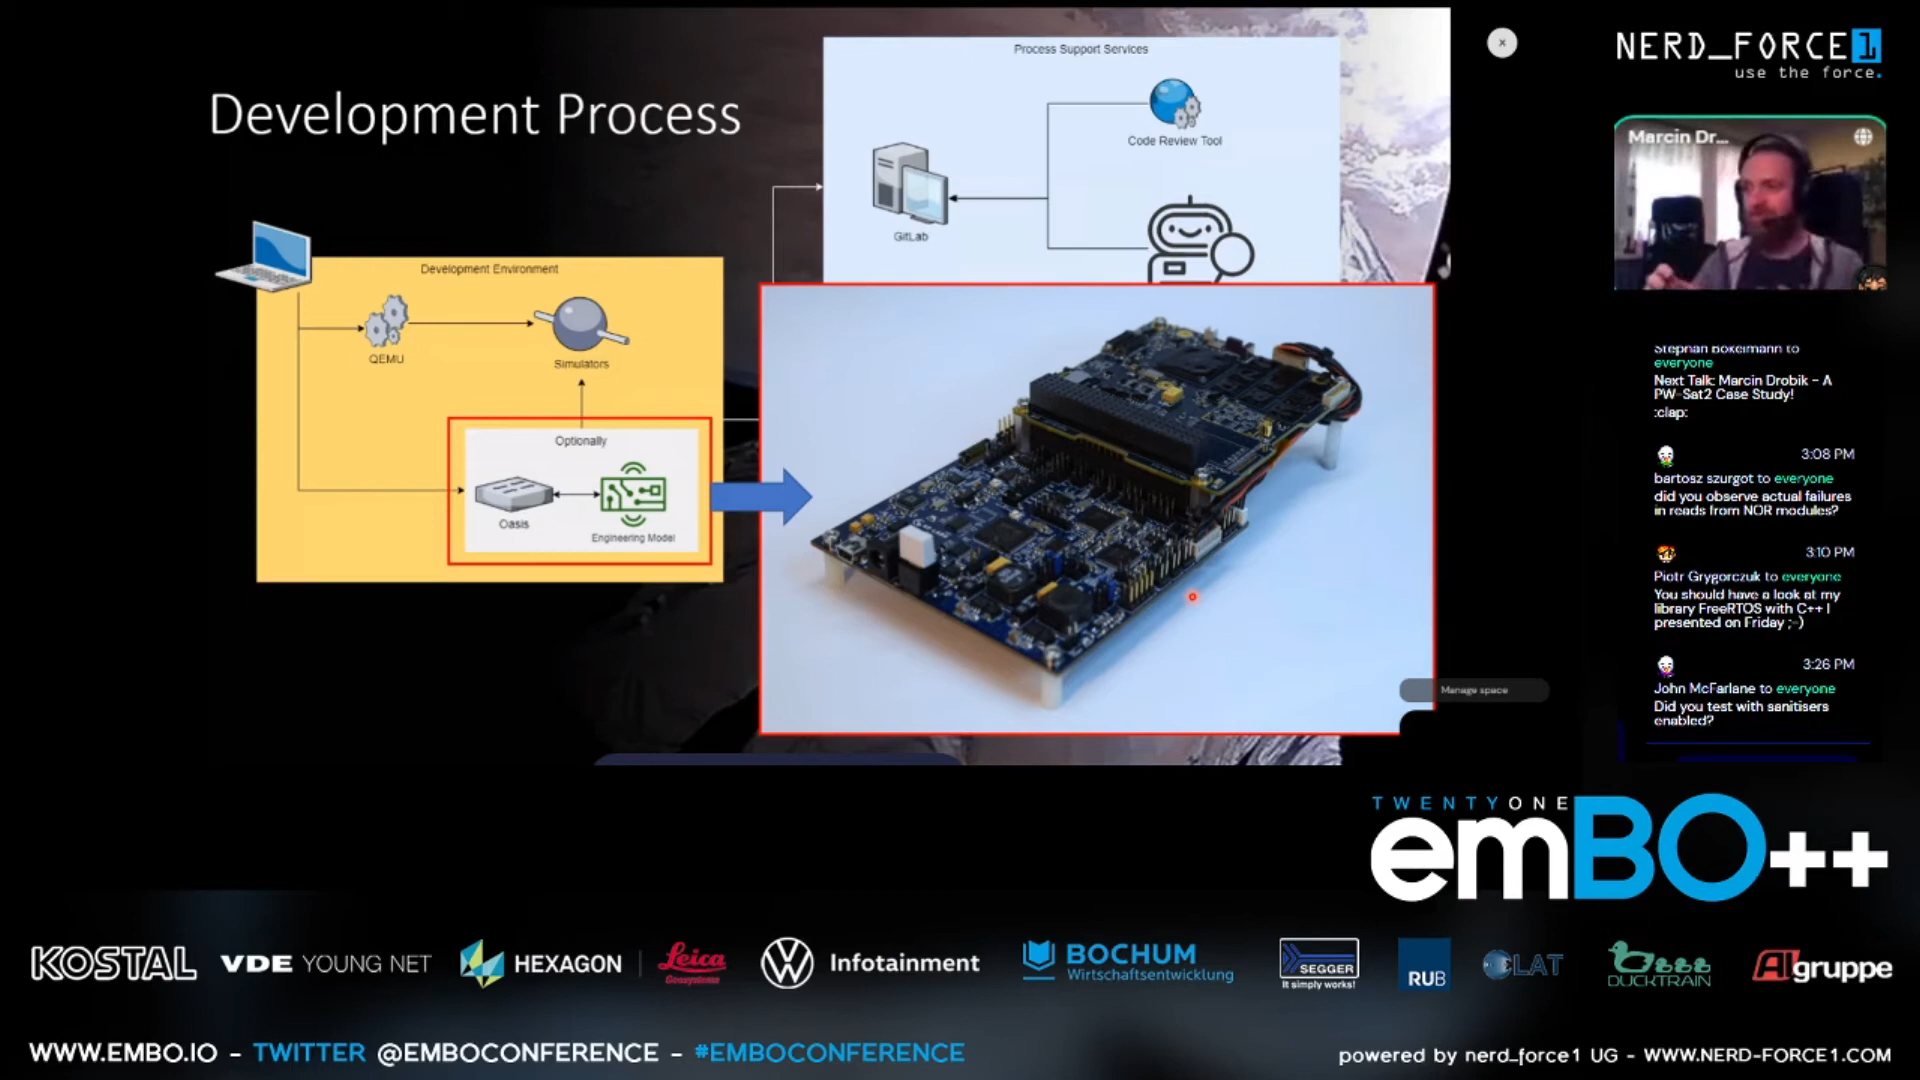 Development Process
Process Support Services
Code Review Tool
GitLab
Development Environment
QEMU
Simulators
Optionally
Oasis
Engineering Model
×
Manage space
NERD_FORCE1
use the force.
Marcin Dr...
Stephan Bokelmann to
everyone
Next Talk: Marcin Drobik - A
PW-Sat2 Case Study!
:clap:
3:08 PM
bartosz szurgot to everyone
did you observe actual failures
in reads from NOR modules?
3:10 PM
Piotr Grygorczuk to everyone
You should have a look at my
library FreeRTOS with C++ I
presented on Friday ;-)
3:26 PM
John McFarlane to everyone
Did you test with sanitisers
enabled?
TWENTYONE
emBO++
KOSTAL
VDE YOUNG NET
HEXAGON
Leica
Geosystems
Infotainment
BOCHUM
Wirtschaftsentwicklung
SEGGER
It simply works!
RUB
LAT
DUCKTRAIN
AIgruppe
WWW.EMBO.IO - TWITTER @EMBOCONFERENCE - #EMBOCONFERENCE
powered by nerd_force1 UG - WWW.NERD-FORCE1.COM